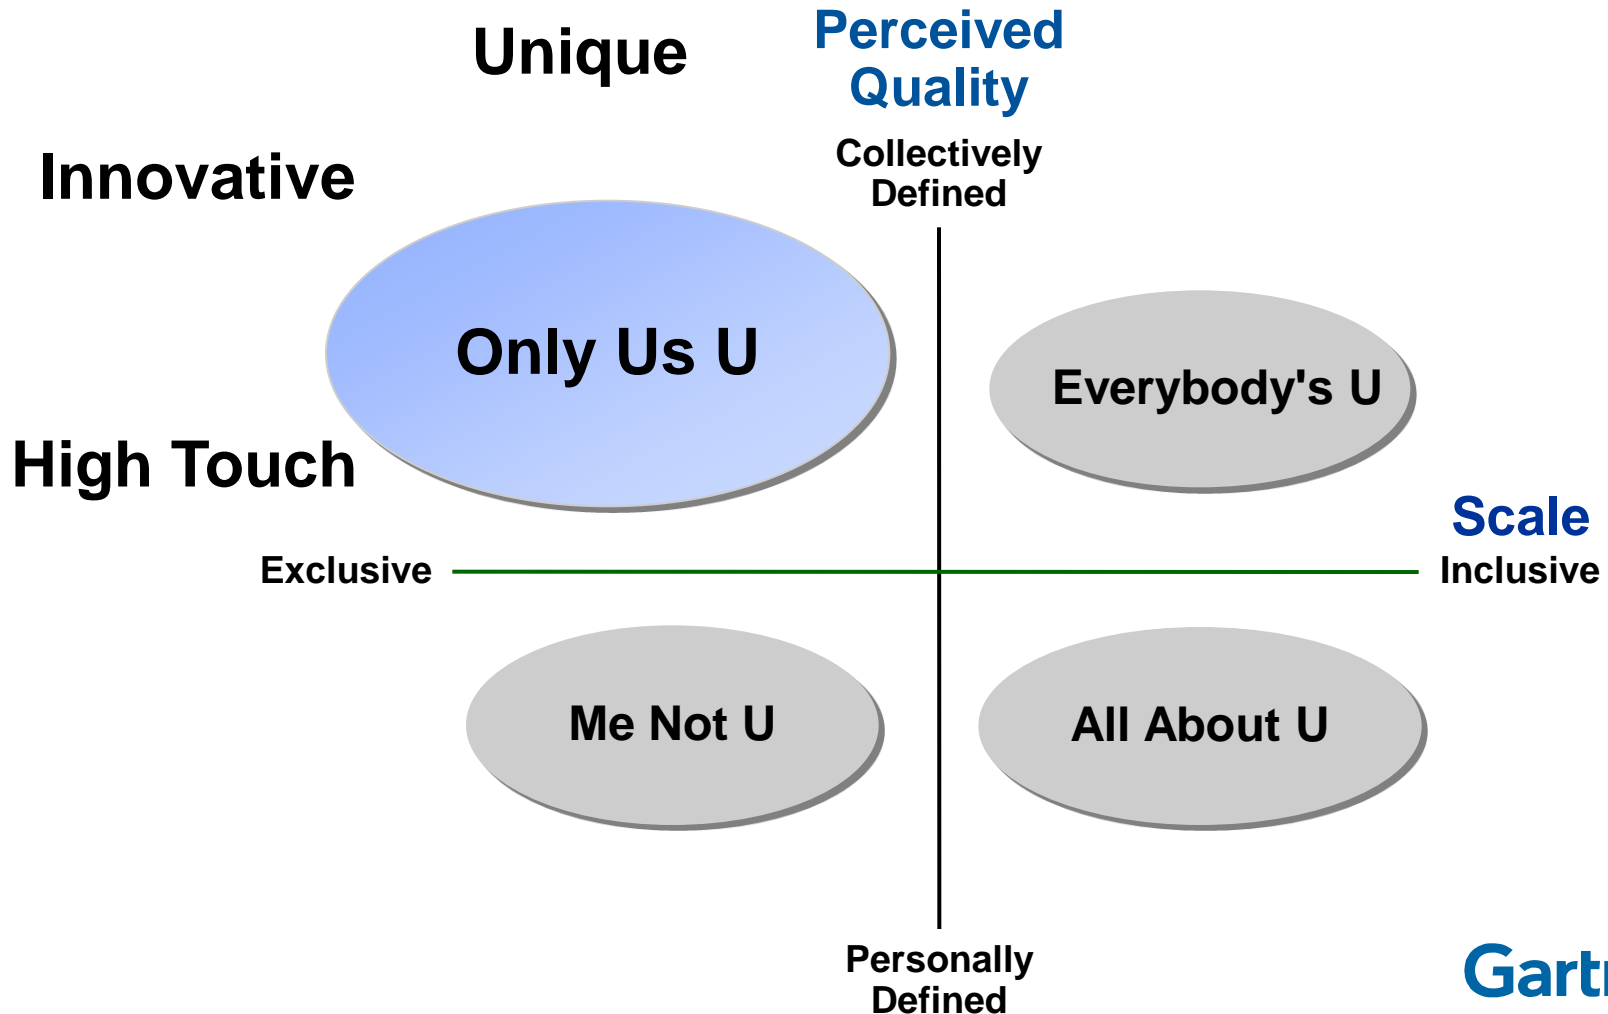 Unique
Perceived
Quality
Collectively
Defined
Innovative
Only Us U
Everybody's U
High Touch
Scale
Exclusive
Inclusive
Me Not U
All About U
Personally
Defined